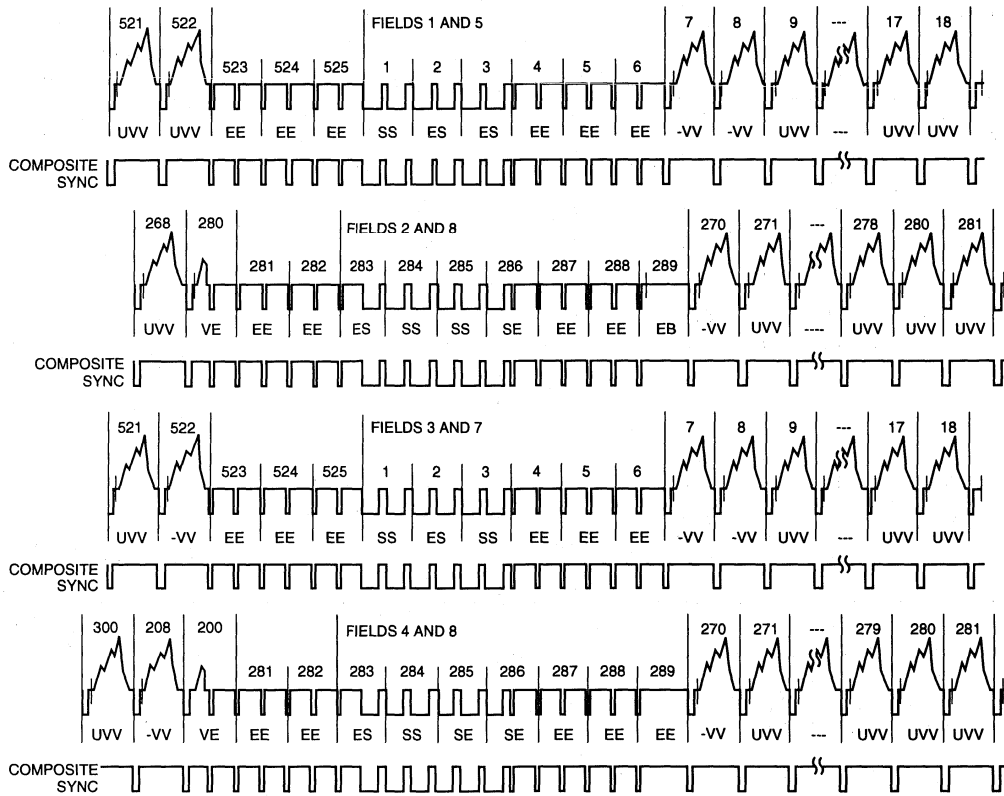 521 522 FIELDS 1 AND 5 7 8 9 --- 17 18
523 524 525 1 2 3 4 5 6
UVV UVV EE EE EE SS ES ES EE EE EE -VV -VV UVV --- UVV UVV
COMPOSITE
SYNC
268 280 FIELDS 2 AND 8 270 271 --- 278 280 281
281 282 283 284 285 286 287 288 289
UVV VE EE EE ES SS SS SE EE EE EB -VV UVV ---- UVV UVV UVV
COMPOSITE
SYNC
521 522 FIELDS 3 AND 7 7 8 9 --- 17 18
523 524 525 1 2 3 4 5 6
UVV -VV EE EE EE SS ES SS EE EE EE -VV -VV UVV --- UVV UVV
COMPOSITE
SYNC
300 208 200 FIELDS 4 AND 8 270 271 --- 279 280 281
281 282 283 284 285 286 287 288 289
UVV -VV VE EE EE ES SS SE SE EE EE EE -VV UVV --- UVV UVV UVV
COMPOSITE
SYNC